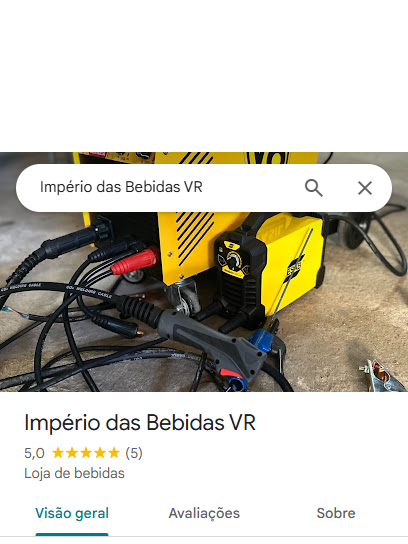 Império das Bebidas VR
Império das Bebidas VR
5,0 ★★★★★ (5)
Loja de bebidas
Visão geral Avaliações Sobre